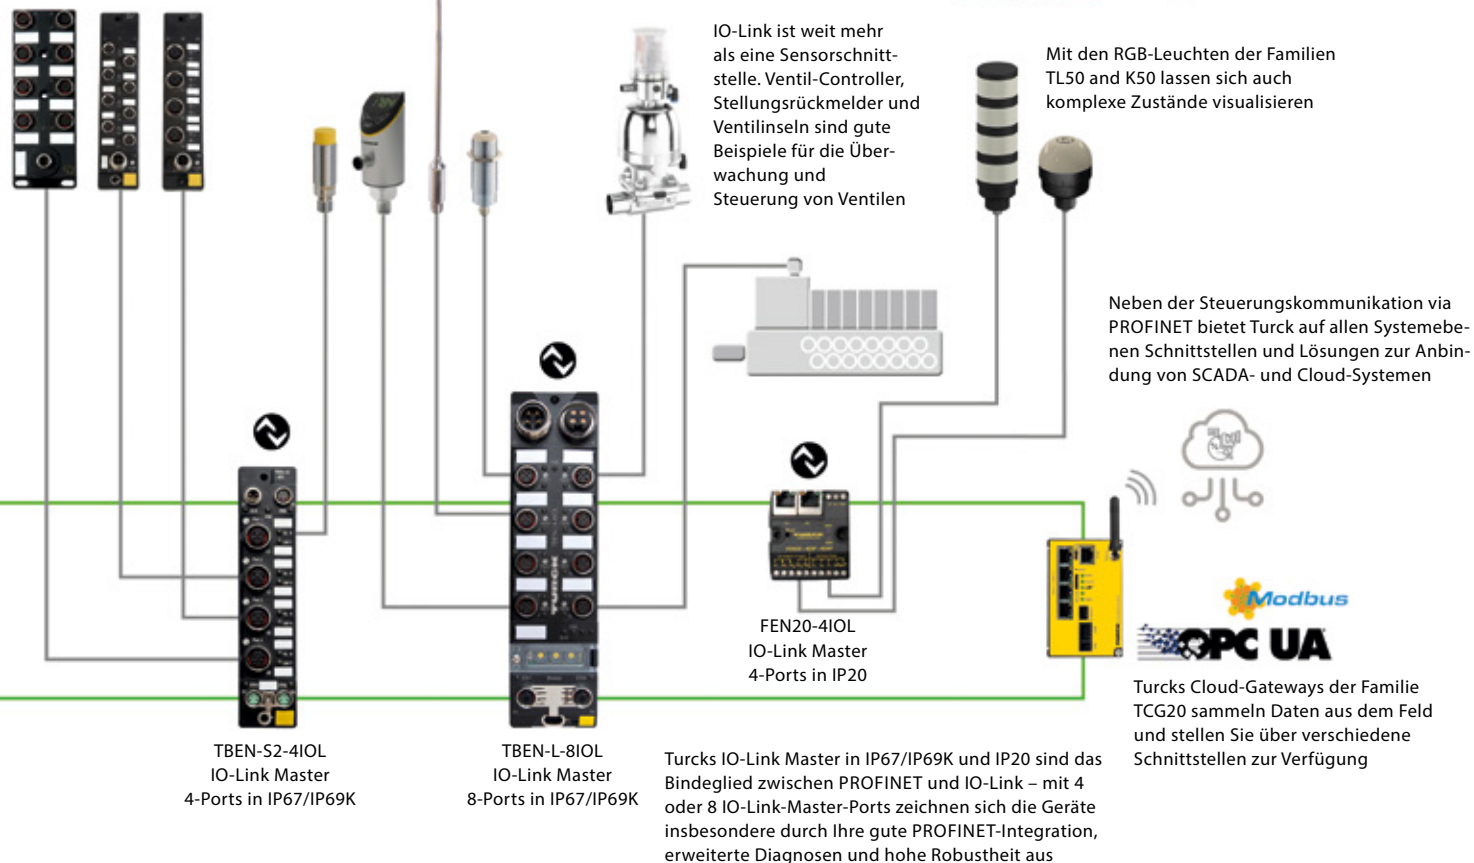 IO-Link ist weit mehr
als eine Sensorschnitt-
stelle. Ventil-Controller,
Stellungsrückmelder und
Ventilinseln sind gute
Beispiele für die Über-
wachung und
Steuerung von Ventilen
Mit den RGB-Leuchten der Familien
TL50 and K50 lassen sich auch
komplexe Zustände visualisieren
Neben der Steuerungskommunikation via
PROFINET bietet Turck auf allen Systemebe-
nen Schnittstellen und Lösungen zur Anbin-
dung von SCADA- und Cloud-Systemen
TURCK
FEN20-4IOL
IO-Link Master
4-Ports in IP20
Modbus
OPC UA
Turcks Cloud-Gateways der Familie
TCG20 sammeln Daten aus dem Feld
und stellen Sie über verschiedene
Schnittstellen zur Verfügung
TBEN-S2-4IOL
IO-Link Master
4-Ports in IP67/IP69K
TBEN-L-8IOL
IO-Link Master
8-Ports in IP67/IP69K
Turcks IO-Link Master in IP67/IP69K und IP20 sind das
Bindeglied zwischen PROFINET und IO-Link – mit 4
oder 8 IO-Link-Master-Ports zeichnen sich die Geräte
insbesondere durch Ihre gute PROFINET-Integration,
erweiterte Diagnosen und hohe Robustheit aus